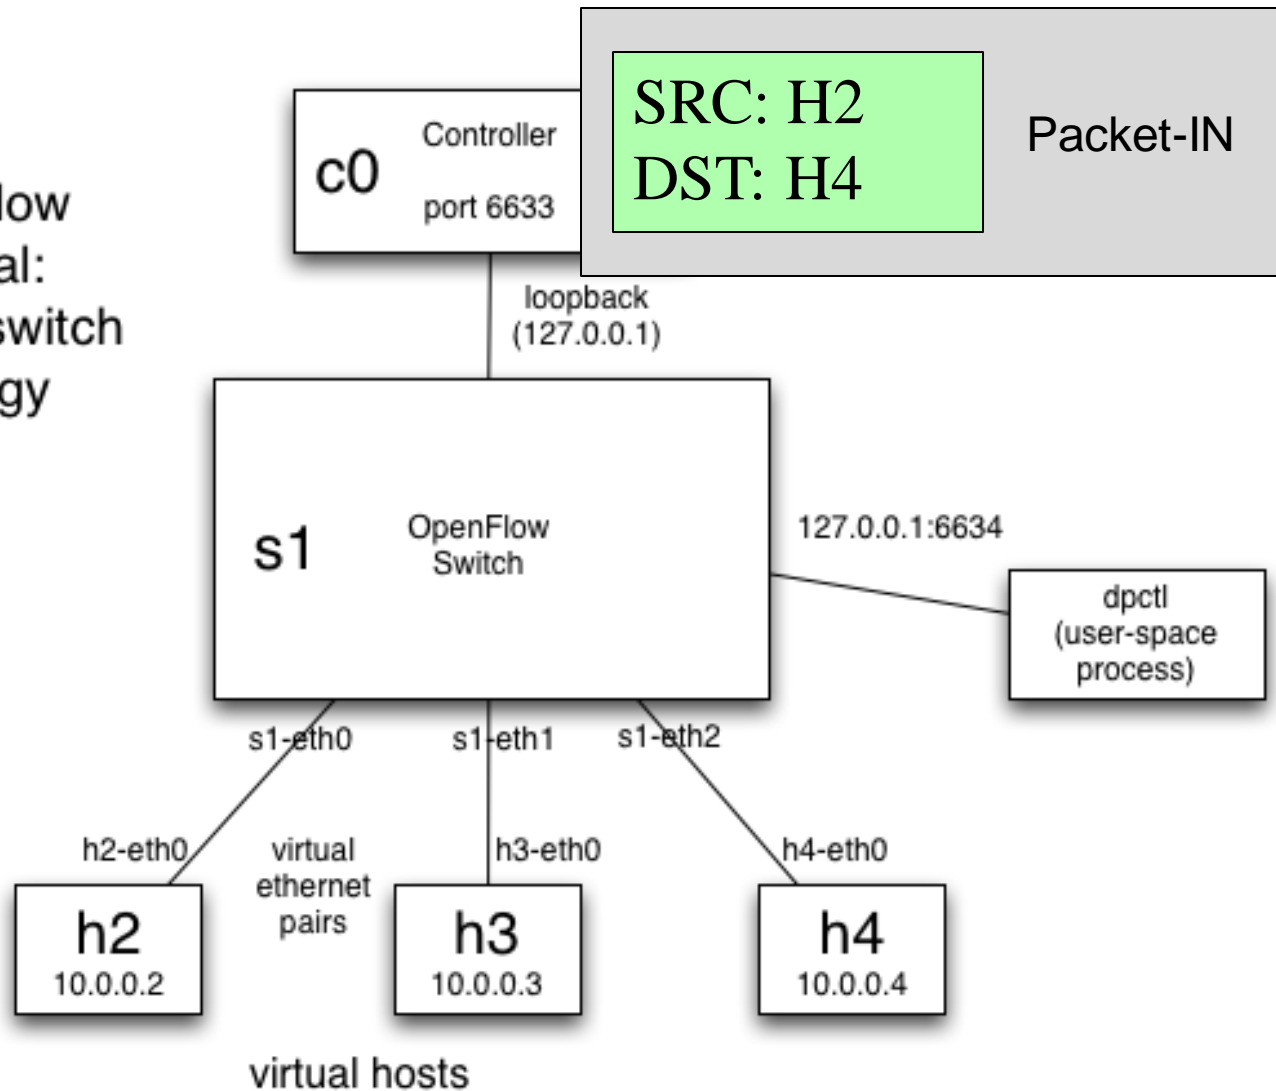 SRC: H2
DST: H4
Packet-IN
c0
Controller
port 6633
low
al:
switch
gy
loopback
(127.0.0.1)
s1
OpenFlow
Switch
127.0.0.1:6634
dpctl
(user-space
process)
s1-eth0
s1-eth1
s1-eth2
h2-eth0
virtual
ethernet
pairs
h3-eth0
h4-eth0
h2
10.0.0.2
h3
10.0.0.3
h4
10.0.0.4
virtual hosts